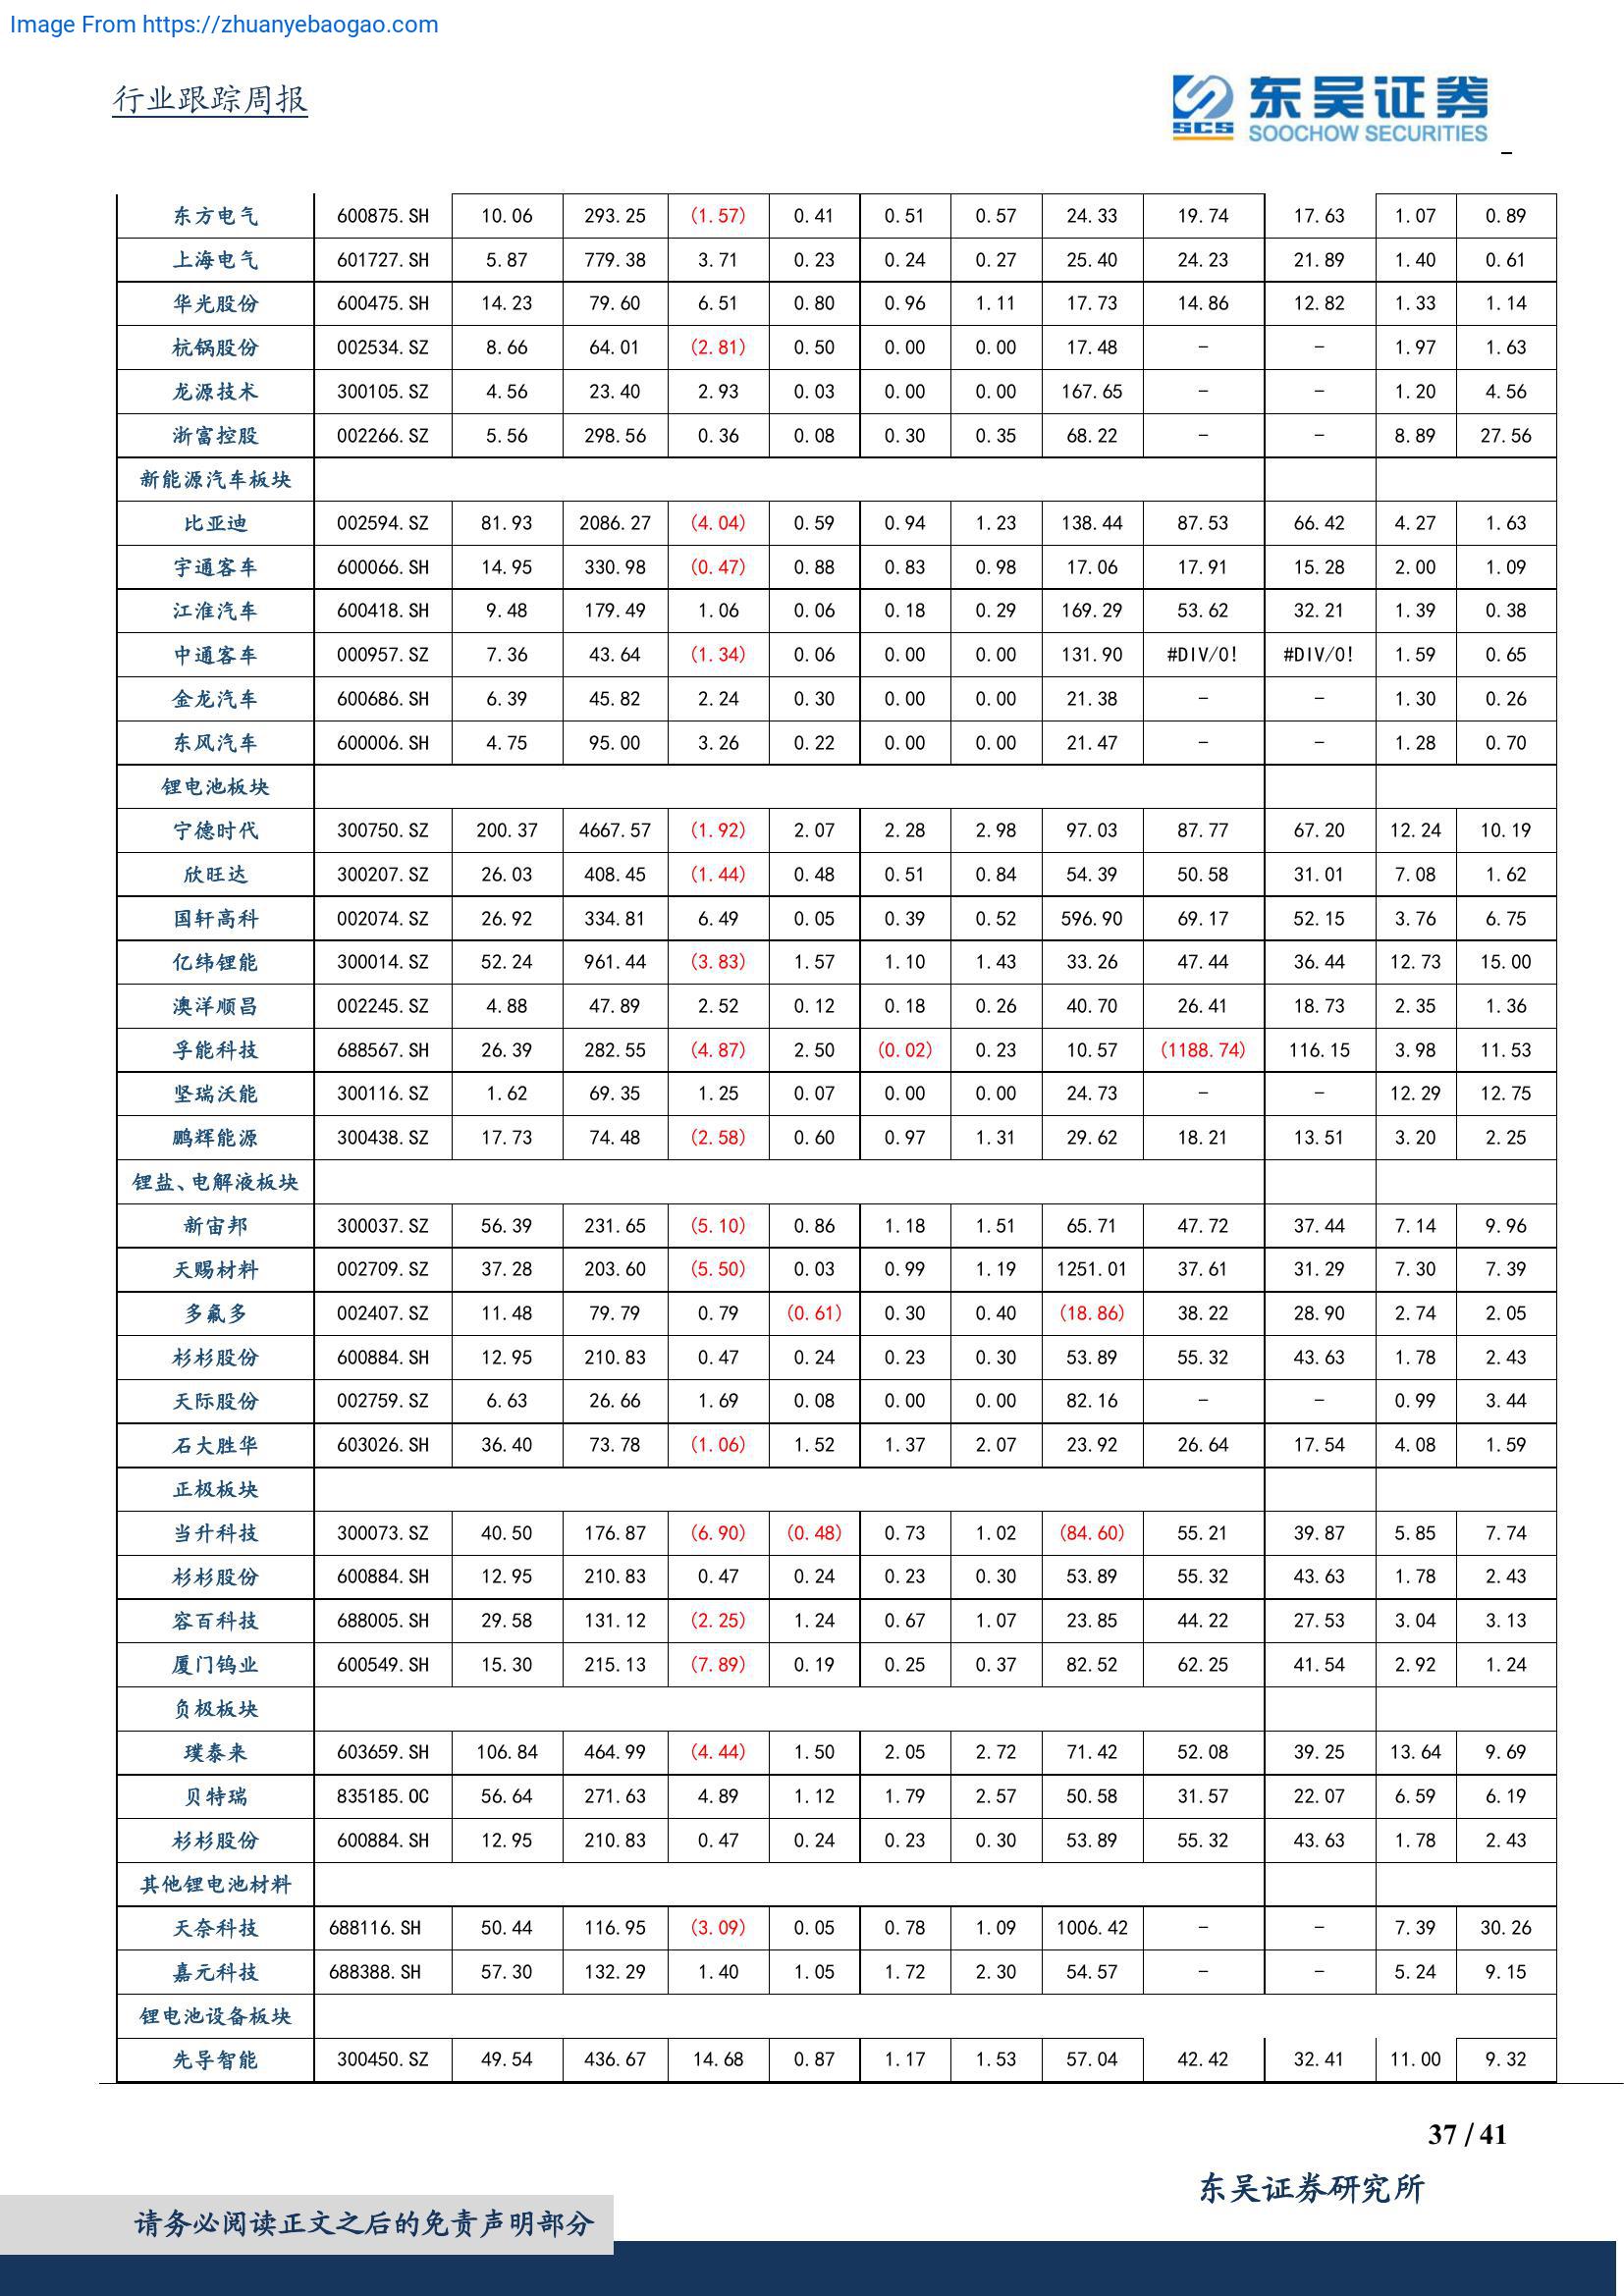 Image From https://zhuanyebaogao.com
行业跟踪周报
SCS 东吴证券
SOOCHOW SECURITIES
东方电气 600875.SH 10.06 293.25 (1.57) 0.41 0.51 0.57 24.33 19.74 17.63 1.07 0.89
上海电气 601727.SH 5.87 779.38 3.71 0.23 0.24 0.27 25.40 24.23 21.89 1.40 0.61
华光股份 600475.SH 14.23 79.60 6.51 0.80 0.96 1.11 17.73 14.86 12.82 1.33 1.14
杭锅股份 002534.SZ 8.66 64.01 (2.81) 0.50 0.00 0.00 17.48 - - 1.97 1.63
龙源技术 300105.SZ 4.56 23.40 2.93 0.03 0.00 0.00 167.65 - - 1.20 4.56
浙富控股 002266.SZ 5.56 298.56 0.36 0.08 0.30 0.35 68.22 - - 8.89 27.56
新能源汽车板块
比亚迪 002594.SZ 81.93 2086.27 (4.04) 0.59 0.94 1.23 138.44 87.53 66.42 4.27 1.63
宇通客车 600066.SH 14.95 330.98 (0.47) 0.88 0.83 0.98 17.06 17.91 15.28 2.00 1.09
江淮汽车 600418.SH 9.48 179.49 1.06 0.06 0.18 0.29 169.29 53.62 32.21 1.39 0.38
中通客车 000957.SZ 7.36 43.64 (1.34) 0.06 0.00 0.00 131.90 #DIV/0! #DIV/0! 1.59 0.65
金龙汽车 600686.SH 6.39 45.82 2.24 0.30 0.00 0.00 21.38 - - 1.30 0.26
东风汽车 600006.SH 4.75 95.00 3.26 0.22 0.00 0.00 21.47 - - 1.28 0.70
锂电池板块
宁德时代 300750.SZ 200.37 4667.57 (1.92) 2.07 2.28 2.98 97.03 87.77 67.20 12.24 10.19
欣旺达 300207.SZ 26.03 408.45 (1.44) 0.48 0.51 0.84 54.39 50.58 31.01 7.08 1.62
国轩高科 002074.SZ 26.92 334.81 6.49 0.05 0.39 0.52 596.90 69.17 52.15 3.76 6.75
亿纬锂能 300014.SZ 52.24 961.44 (3.83) 1.57 1.10 1.43 33.26 47.44 36.44 12.73 15.00
澳洋顺昌 002245.SZ 4.88 47.89 2.52 0.12 0.18 0.26 40.70 26.41 18.73 2.35 1.36
孚能科技 688567.SH 26.39 282.55 (4.87) 2.50 (0.02) 0.23 10.57 (1188.74) 116.15 3.98 11.53
坚瑞沃能 300116.SZ 1.62 69.35 1.25 0.07 0.00 0.00 24.73 - - 12.29 12.75
鹏辉能源 300438.SZ 17.73 74.48 (2.58) 0.60 0.97 1.31 29.62 18.21 13.51 3.20 2.25
锂盐、电解液板块
新宙邦 300037.SZ 56.39 231.65 (5.10) 0.86 1.18 1.51 65.71 47.72 37.44 7.14 9.96
天赐材料 002709.SZ 37.28 203.60 (5.50) 0.03 0.99 1.19 1251.01 37.61 31.29 7.30 7.39
多氟多 002407.SZ 11.48 79.79 0.79 (0.61) 0.30 0.40 (18.86) 38.22 28.90 2.74 2.05
杉杉股份 600884.SH 12.95 210.83 0.47 0.24 0.23 0.30 53.89 55.32 43.63 1.78 2.43
天际股份 002759.SZ 6.63 26.66 1.69 0.08 0.00 0.00 82.16 - - 0.99 3.44
石大胜华 603026.SH 36.40 73.78 (1.06) 1.52 1.37 2.07 23.92 26.64 17.54 4.08 1.59
正极板块
当升科技 300073.SZ 40.50 176.87 (6.90) (0.48) 0.73 1.02 (84.60) 55.21 39.87 5.85 7.74
杉杉股份 600884.SH 12.95 210.83 0.47 0.24 0.23 0.30 53.89 55.32 43.63 1.78 2.43
容百科技 688005.SH 29.58 131.12 (2.25) 1.24 0.67 1.07 23.85 44.22 27.53 3.04 3.13
厦门钨业 600549.SH 15.30 215.13 (7.89) 0.19 0.25 0.37 82.52 62.25 41.54 2.92 1.24
负极板块
璞泰来 603659.SH 106.84 464.99 (4.44) 1.50 2.05 2.72 71.42 52.08 39.25 13.64 9.69
贝特瑞 835185.OC 56.64 271.63 4.89 1.12 1.79 2.57 50.58 31.57 22.07 6.59 6.19
杉杉股份 600884.SH 12.95 210.83 0.47 0.24 0.23 0.30 53.89 55.32 43.63 1.78 2.43
其他锂电池材料
天奈科技 688116.SH 50.44 116.95 (3.09) 0.05 0.78 1.09 1006.42 - - 7.39 30.26
嘉元科技 688388.SH 57.30 132.29 1.40 1.05 1.72 2.30 54.57 - - 5.24 9.15
锂电池设备板块
先导智能 300450.SZ 49.54 436.67 14.68 0.87 1.17 1.53 57.04 42.42 32.41 11.00 9.32
37 / 41
东吴证券研究所
请务必阅读正文之后的免责声明部分